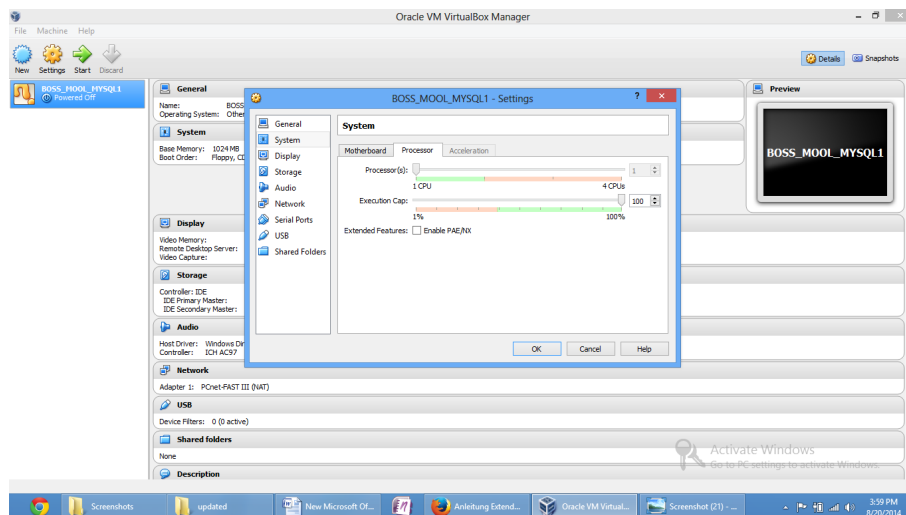 Oracle VM VirtualBox Manager
File Machine Help
New Settings Start Discard
Details Snapshots
BOSS_MOOL_MYSQL1
Powered Off
General
Name: BOSS
Operating System: Other
System
Base Memory: 1024 MB
Boot Order: Floppy, CD
Display
Video Memory:
Remote Desktop Server:
Video Capture:
Storage
Controller: IDE
IDE Primary Master:
IDE Secondary Master:
Audio
Host Driver: Windows Dir
Controller: ICH AC97
Network
Adapter 1: PCnet-FAST III (NAT)
USB
Device Filters: 0 (0 active)
Shared folders
None
Description
Preview
BOSS_MOOL_MYSQL1
BOSS_MOOL_MYSQL1 - Settings
General
System
Display
Storage
Audio
Network
Serial Ports
USB
Shared Folders
System
Motherboard Processor Acceleration
Processor(s): 1
1 CPU 4 CPUs
Execution Cap: 100
1% 100%
Extended Features: Enable PAE/NX
OK Cancel Help
Activate Windows
Go to PC settings to activate Windows.
Screenshots updated New Microsoft Of... Anleitung Extend... Oracle VM Virtual... Screenshot (21) - ...
3:59 PM
8/20/2014